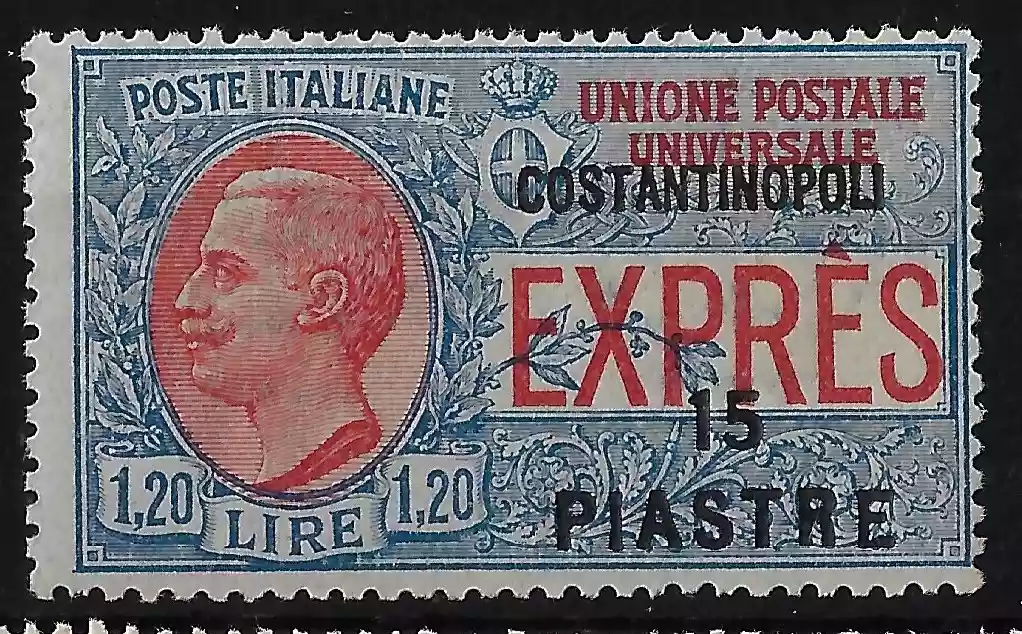 POSTE ITALIANE
UNIONE POSTALE
UNIVERSALE
COSTANTINOPOLI
EXPRÈS
15
PIASTRE
1,20 LIRE 1,20